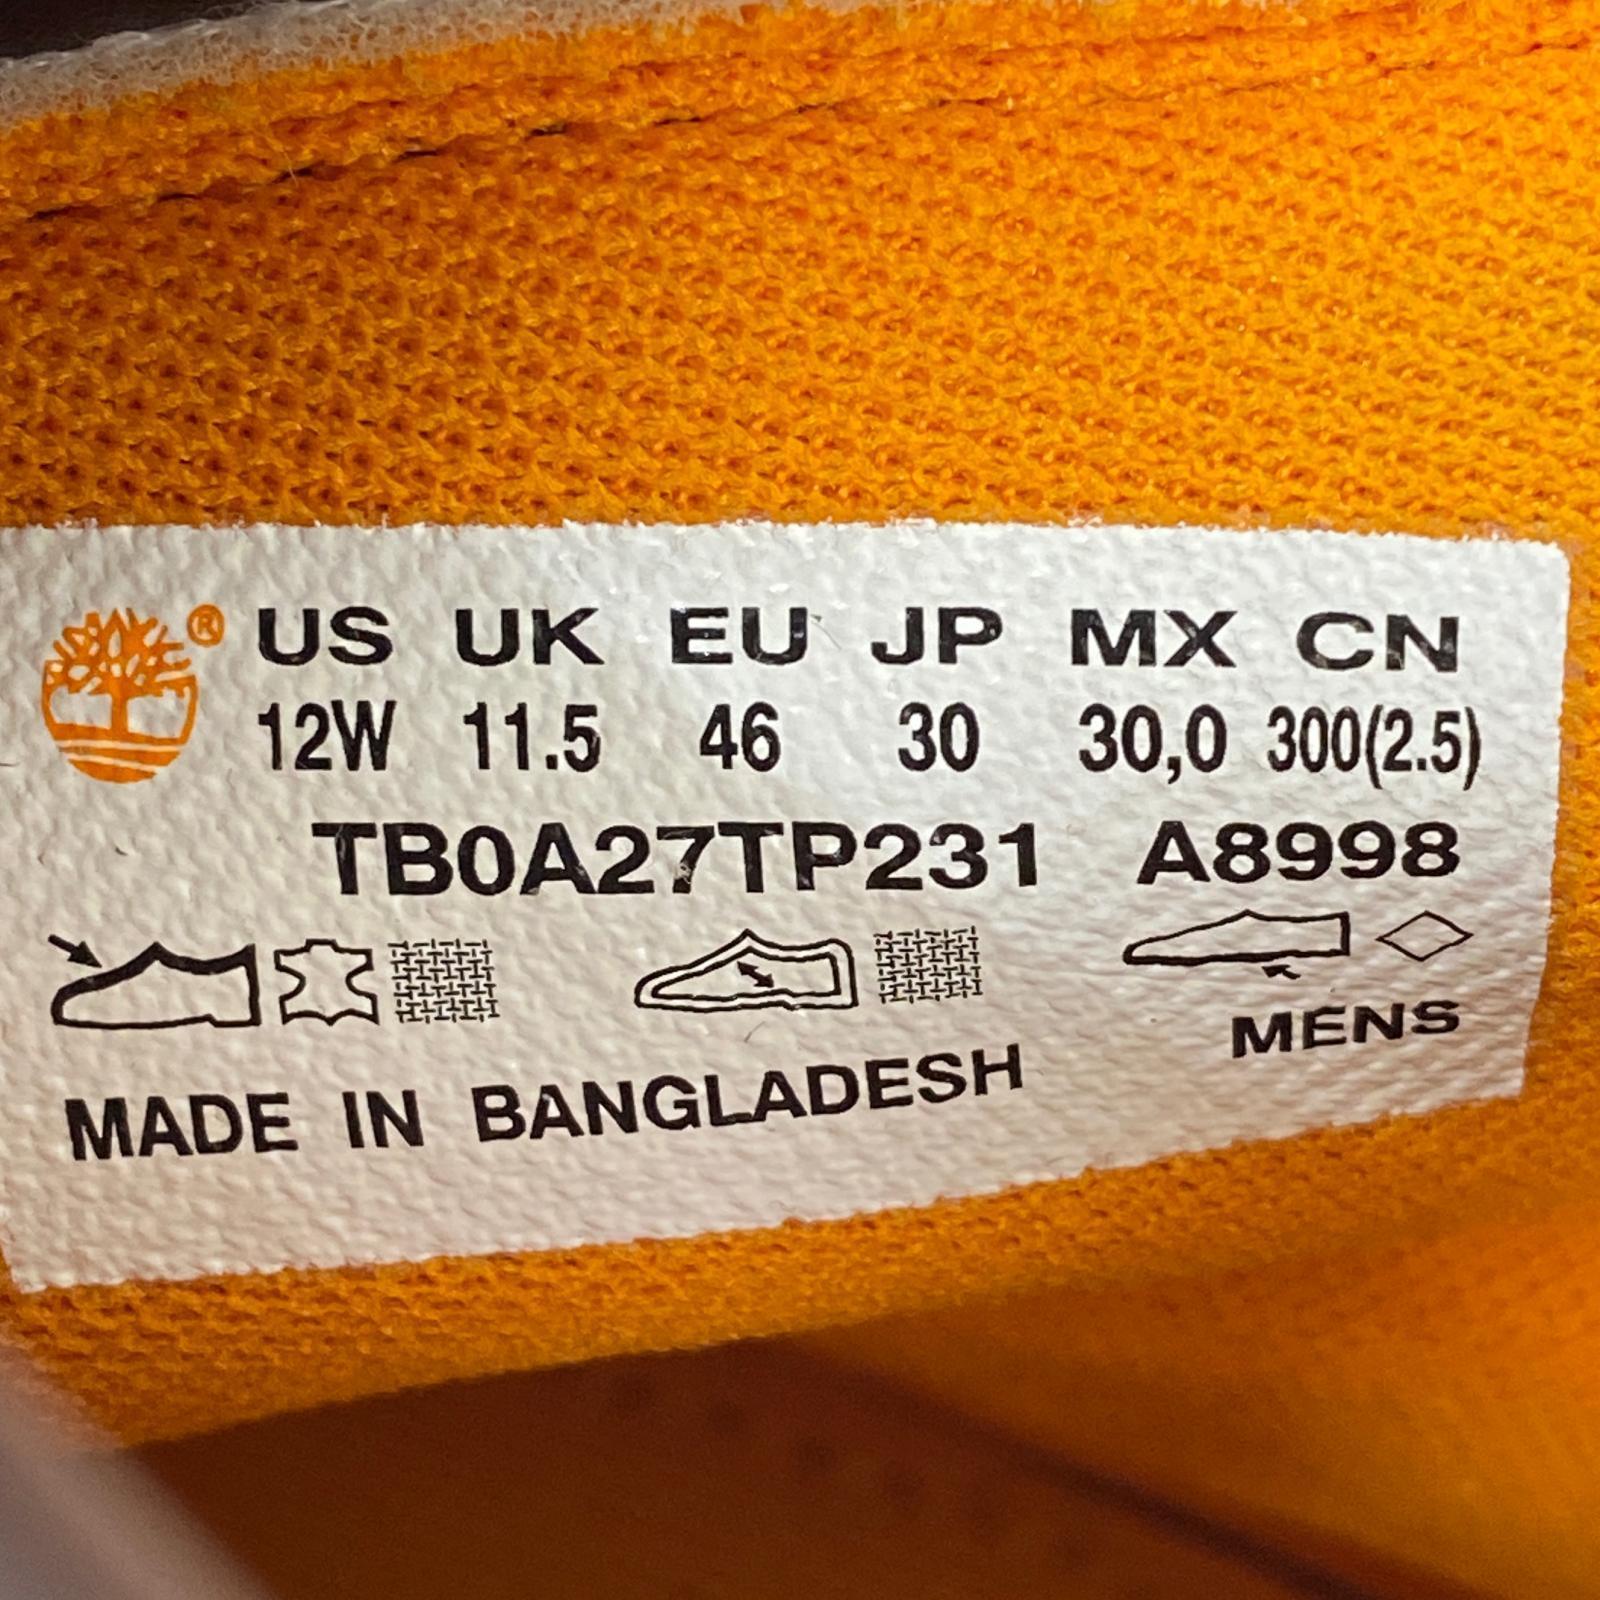 ® US UK EU JP MX CN
12W 11.5 46 30 30,0 300(2.5)
TB0A27TP231 A8998
MENS
MADE IN BANGLADESH